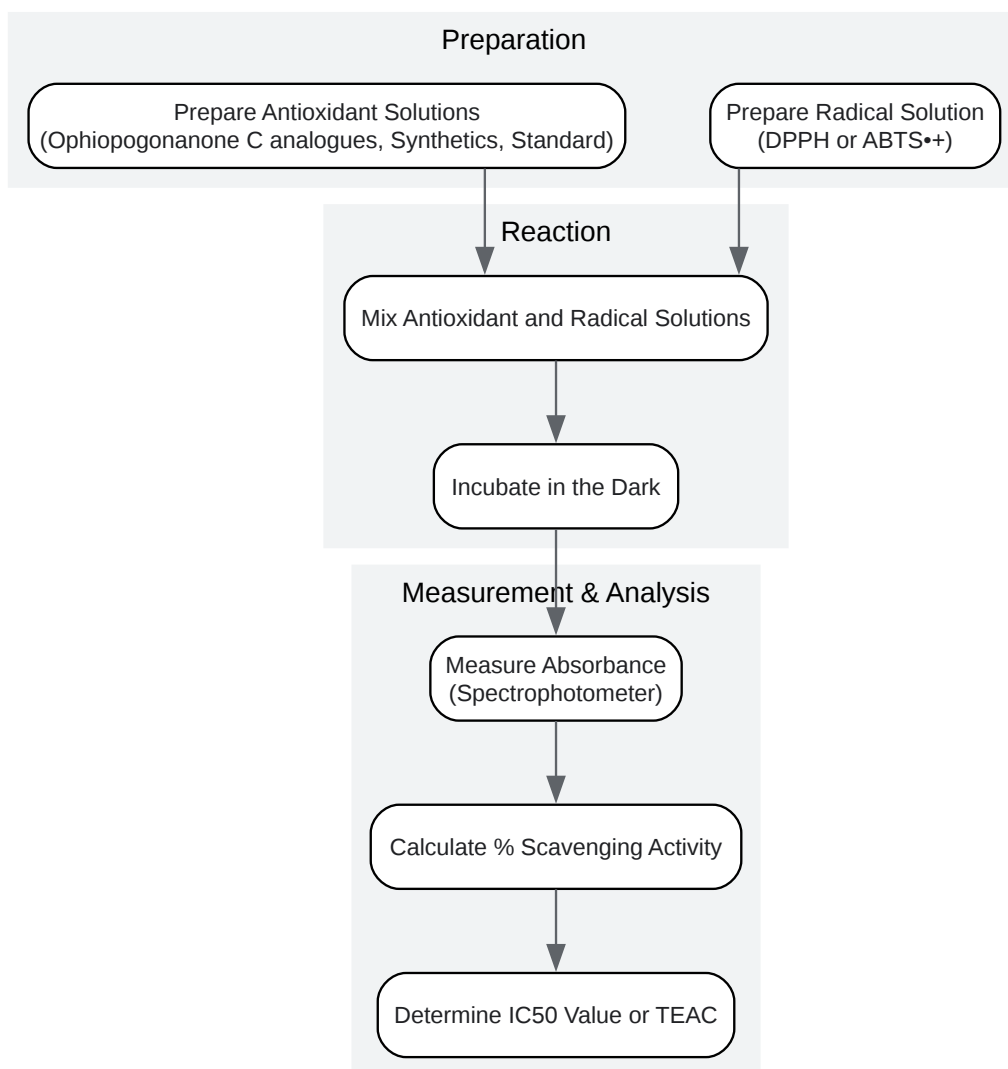 Preparation
Prepare Antioxidant Solutions
(Ophiopogonanone C analogues, Synthetics, Standard)
Prepare Radical Solution
(DPPH or ABTS•+)
Reaction
Mix Antioxidant and Radical Solutions
Incubate in the Dark
Measurement & Analysis
Measure Absorbance
(Spectrophotometer)
Calculate % Scavenging Activity
Determine IC50 Value or TEAC